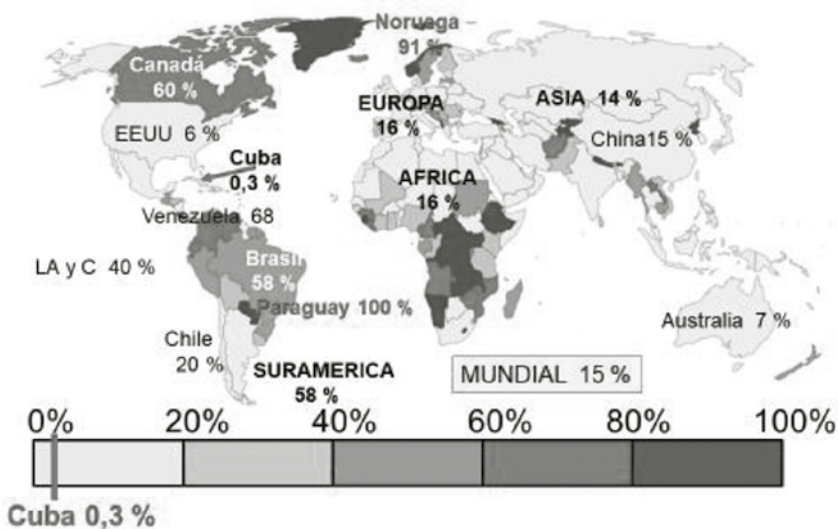 Noruega
91 %
Canadá
60 %
EUROPA
16 %
ASIA 14 %
EEUU 6 %
China15 %
Cuba
0,3 %
AFRICA
16 %
Venezuela 68
LA y C 40 %
Brasil
58 %
Paraguay 100 %
Australia 7 %
Chile
20 %
SURAMERICA
58 %
MUNDIAL 15 %
0% 20% 40% 60% 80% 100%
Cuba 0,3 %